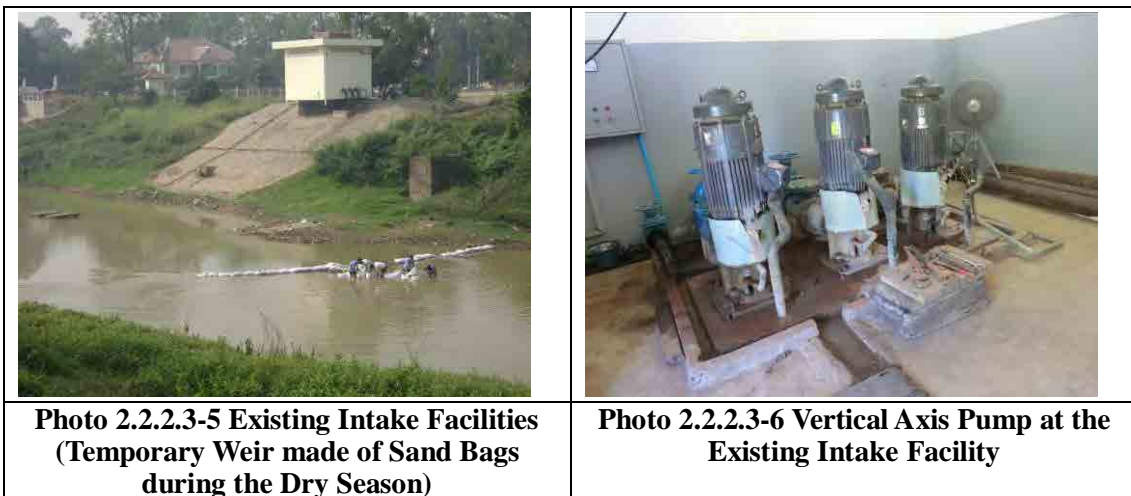 Photo 2.2.2.3-5 Existing Intake Facilities
(Temporary Weir made of Sand Bags
during the Dry Season)
Photo 2.2.2.3-6 Vertical Axis Pump at the
Existing Intake Facility